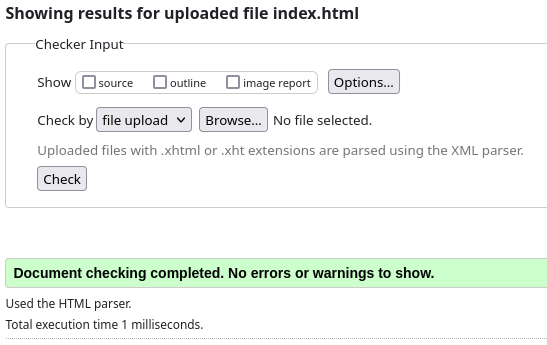 Showing results for uploaded file index.html
Checker Input
Show source outline image report Options...
Check by file upload Browse... No file selected.
Uploaded files with .xhtml or .xht extensions are parsed using the XML parser.
Check
Document checking completed. No errors or warnings to show.
Used the HTML parser.
Total execution time 1 milliseconds.